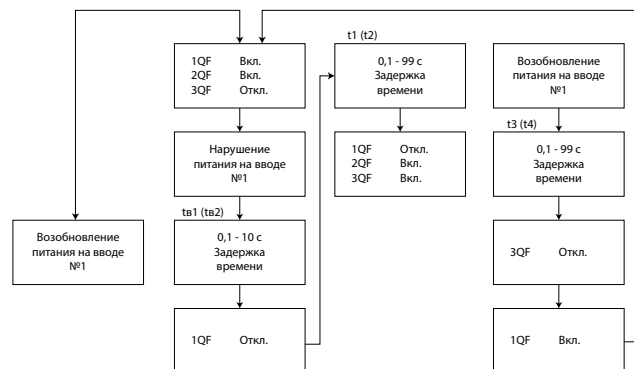 1QF Вкл.
2QF Вкл.
3QF Откл.
Нарушение
питания на вводе
№1
tв1 (tв2)
0,1 - 10 с
Задержка
времени
1QF Откл.
Возобновление
питания на вводе
№1
t1 (t2)
0,1 - 99 с
Задержка
времени
1QF Откл.
2QF Вкл.
3QF Вкл.
Возобновление
питания на вводе
№1
t3 (t4)
0,1 - 99 с
Задержка
времени
3QF Откл.
1QF Вкл.